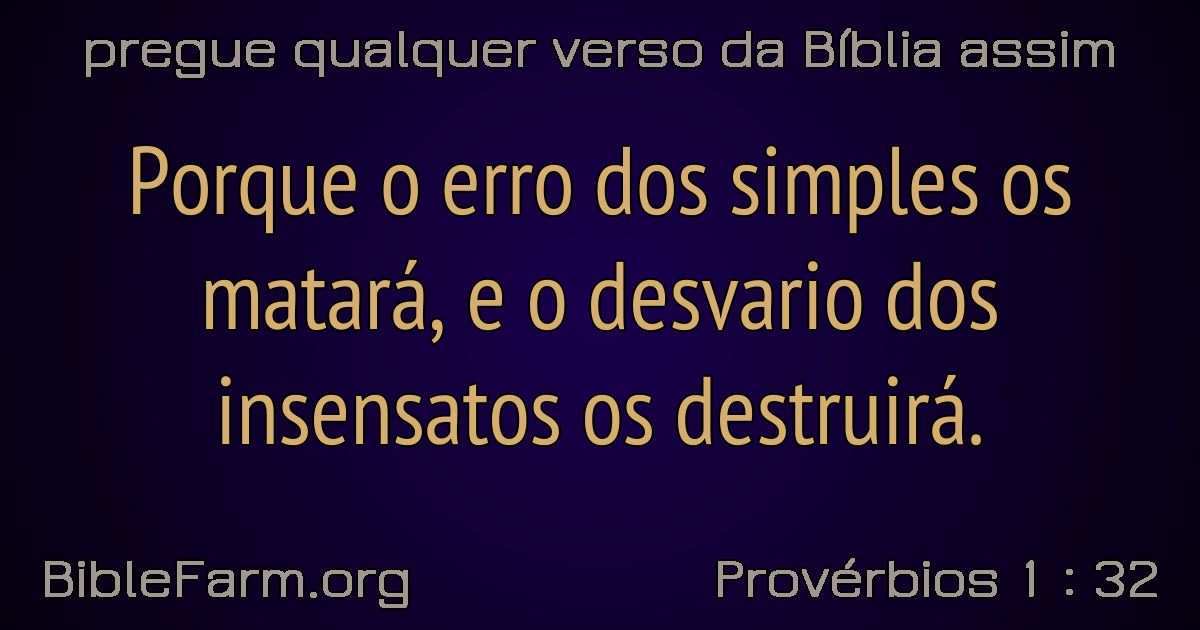 pregue qualquer verso da Bíblia assim
Porque o erro dos simples os
matará, e o desvario dos
insensatos os destruirá.
BibleFarm.org
Provérbios 1 : 32